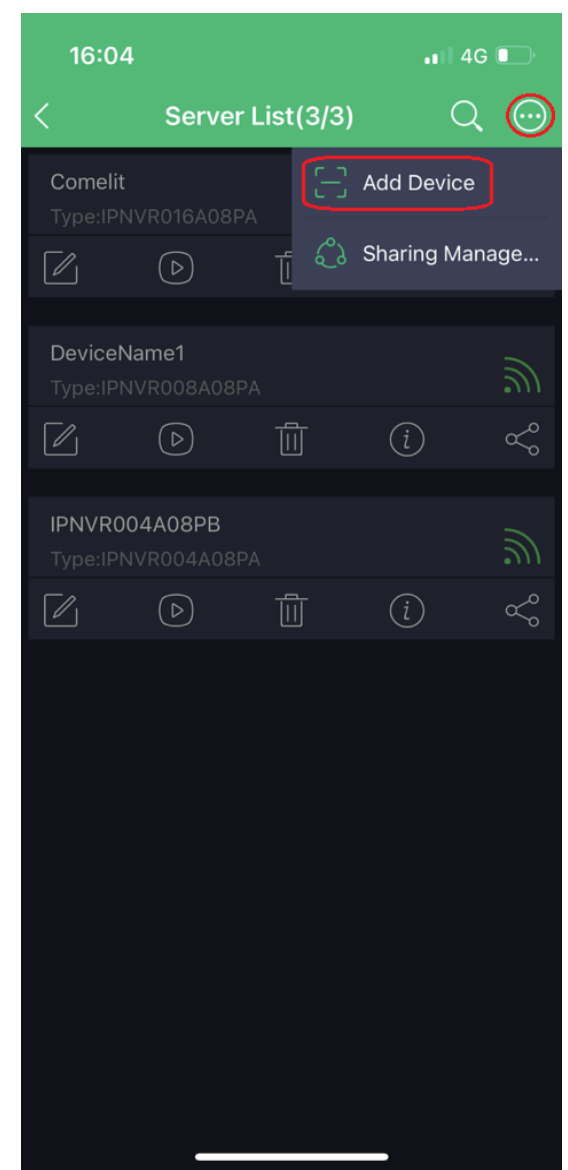 16:04
4G
Server List(3/3)
Comelit
Type:IPNVR016A08PA
Add Device
Sharing Manage...
DeviceName1
Type:IPNVR008A08PA
IPNVR004A08PB
Type:IPNVR004A08PA